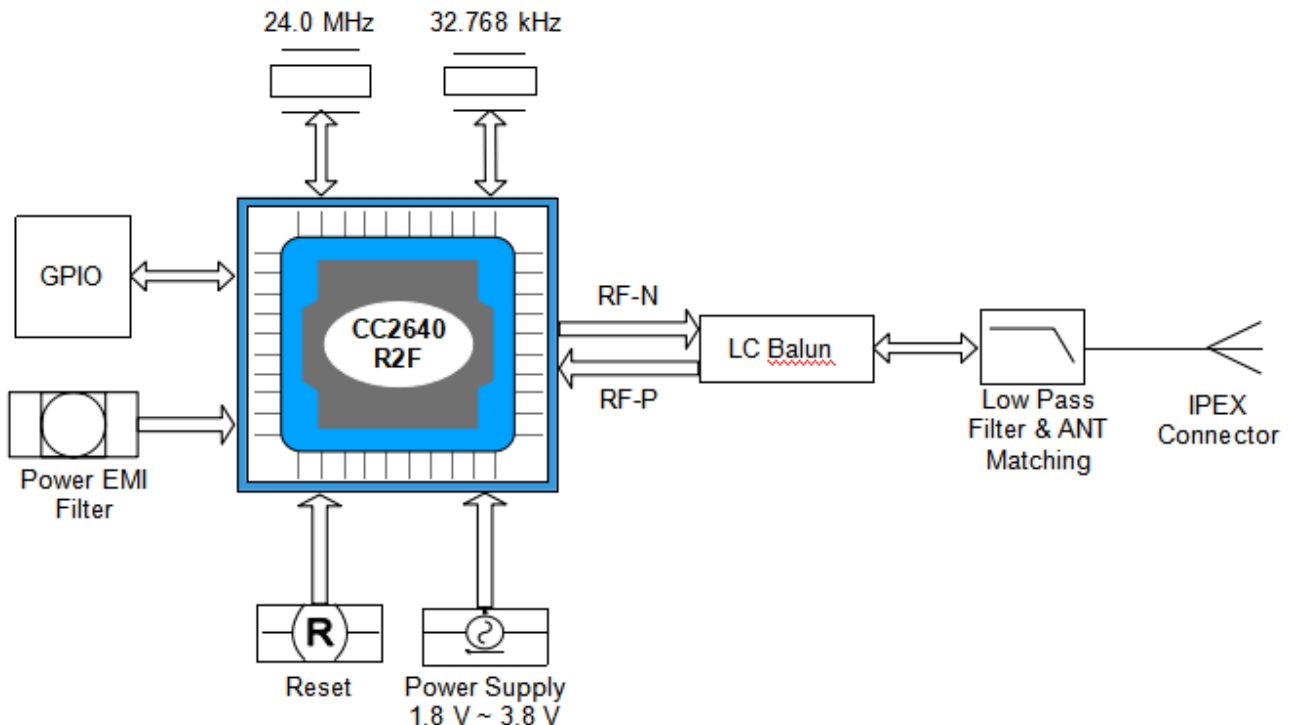 24.0 MHz
32.768 kHz
GPIO
CC2640
R2F
RF-N
RF-P
LC Balun
Low Pass
Filter & ANT
Matching
IPEX
Connector
Power EMI
Filter
R
Reset
Power Supply
1.8 V ~ 3.8 V